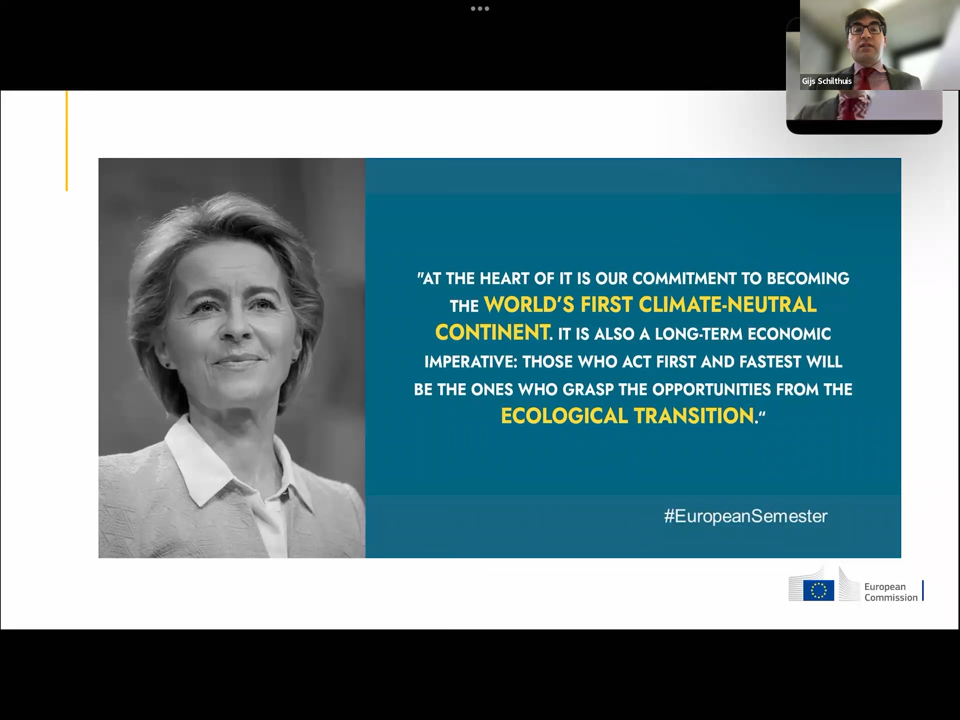 Gijs Schilthuis
"AT THE HEART OF IT IS OUR COMMITMENT TO BECOMING
THE WORLD'S FIRST CLIMATE-NEUTRAL
CONTINENT. IT IS ALSO A LONG-TERM ECONOMIC
IMPERATIVE: THOSE WHO ACT FIRST AND FASTEST WILL
BE THE ONES WHO GRASP THE OPPORTUNITIES FROM THE
ECOLOGICAL TRANSITION.“
#EuropeanSemester
European
Commission